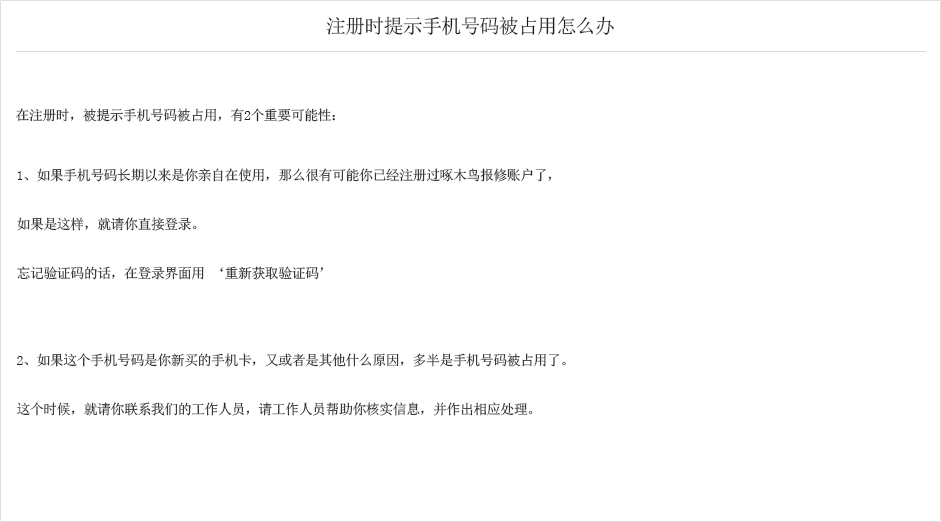 注册时提示手机号码被占用怎么办
在注册时，被提示手机号码被占用，有2个重要可能性：
1、如果手机号码长期以来是你亲自在使用，那么很有可能你已经注册过啄木鸟报修账户了，
如果是这样，就请你直接登录。
忘记验证码的话，在登录界面用 ‘重新获取验证码’
2、如果这个手机号码是你新买的手机卡，又或者是其他什么原因，多半是手机号码被占用了。
这个时候，就请你联系我们的工作人员，请工作人员帮助你核实信息，并作出相应处理。